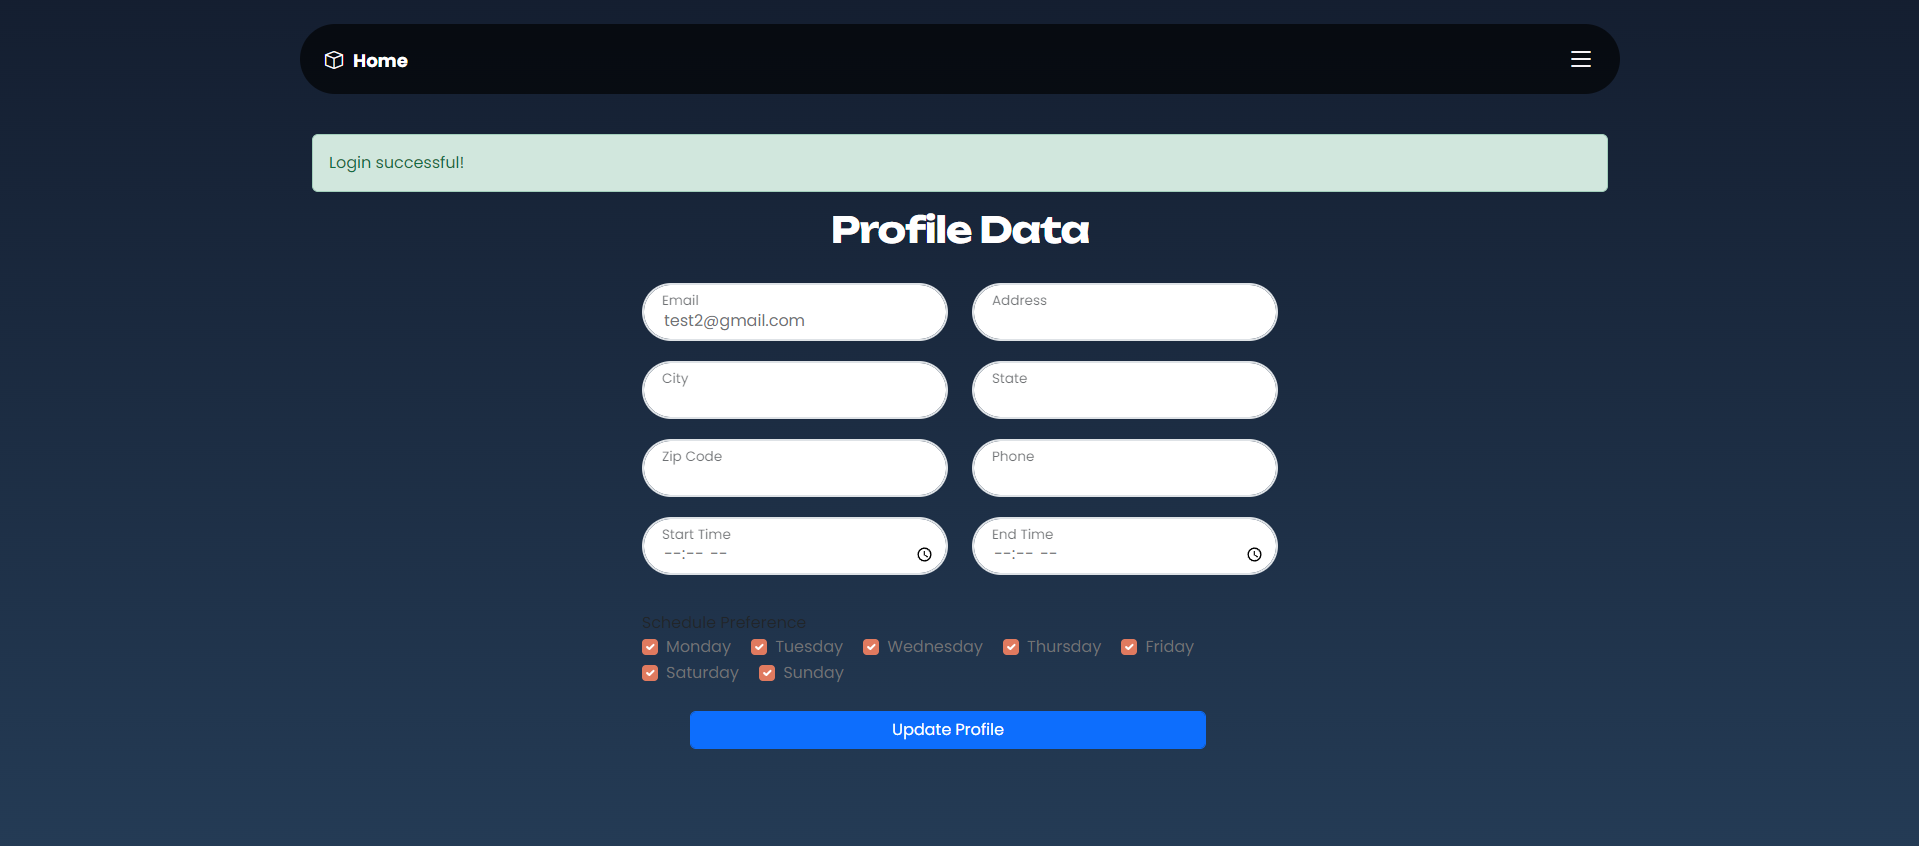 Home
Login successful!
Profile Data
Email
test2@gmail.com
Address
City
State
Zip Code
Phone
Start Time
--:-- --
End Time
--:-- --
Schedule Preference
Monday Tuesday Wednesday Thursday Friday
Saturday Sunday
Update Profile